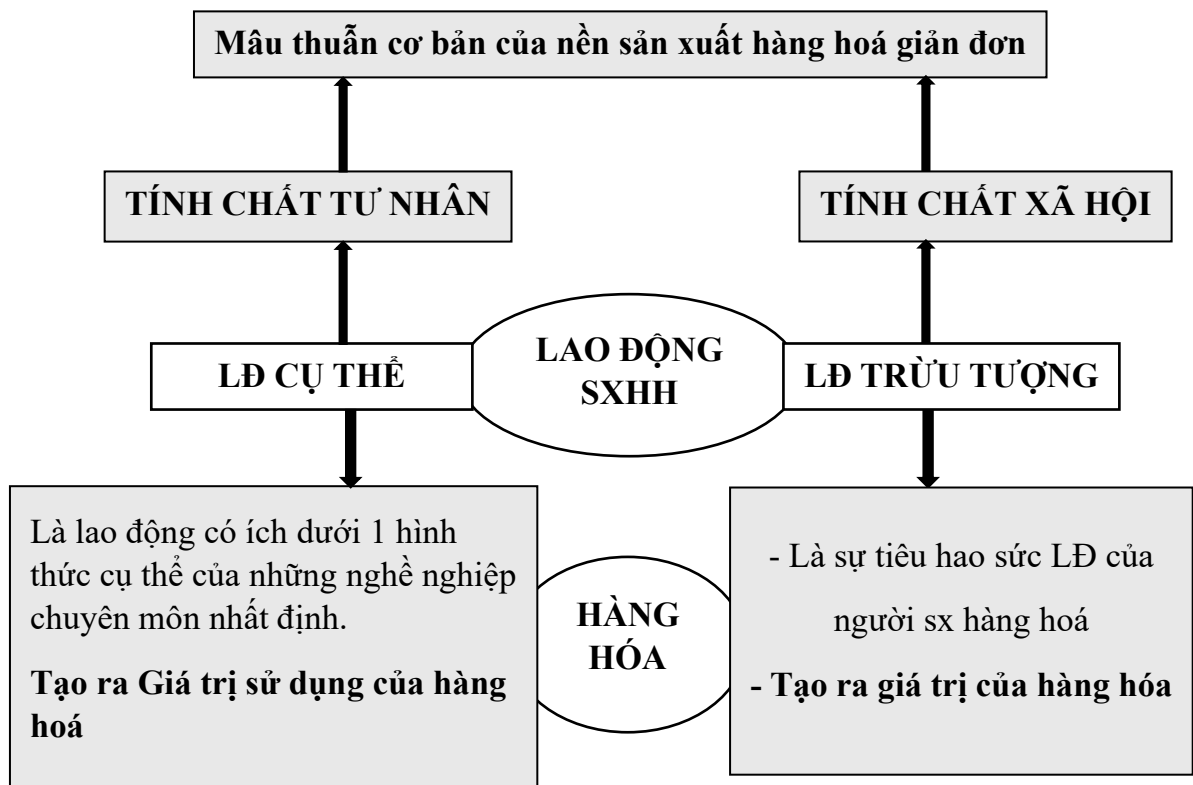 Mâu thuẫn cơ bản của nền sản xuất hàng hoá giản đơn
TÍNH CHẤT TƯ NHÂN
TÍNH CHẤT XÃ HỘI
LĐ CỤ THỂ
LAO ĐỘNG
SXHH
LĐ TRỪU TƯỢNG
Là lao động có ích dưới 1 hình
thức cụ thể của những nghề nghiệp
chuyên môn nhất định.
Tạo ra Giá trị sử dụng của hàng
hoá
HÀNG
HÓA
- Là sự tiêu hao sức LĐ của
người sx hàng hoá
- Tạo ra giá trị của hàng hóa